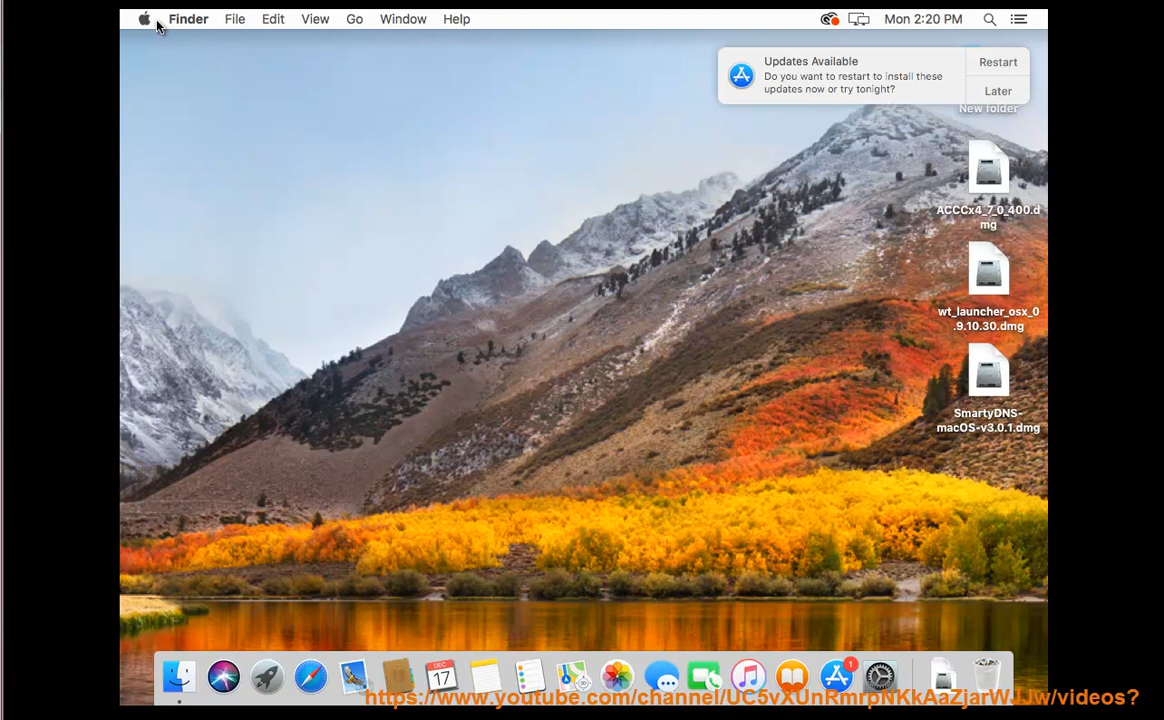 Finder File Edit View Go Window Help Mon 2:20 PM
Updates Available
Do you want to restart to install these
updates now or try tonight?
Restart
Later
New folder
ACCCx4_7_0_400.d
mg
wt_launcher_osx_0
.9.10.30.dmg
SmartyDNS-
macOS-v3.0.1.dmg
DEC
17
1
https://www.youtube.com/channel/UC5vXUnRmrpNKkAaZjarWJJw/videos?